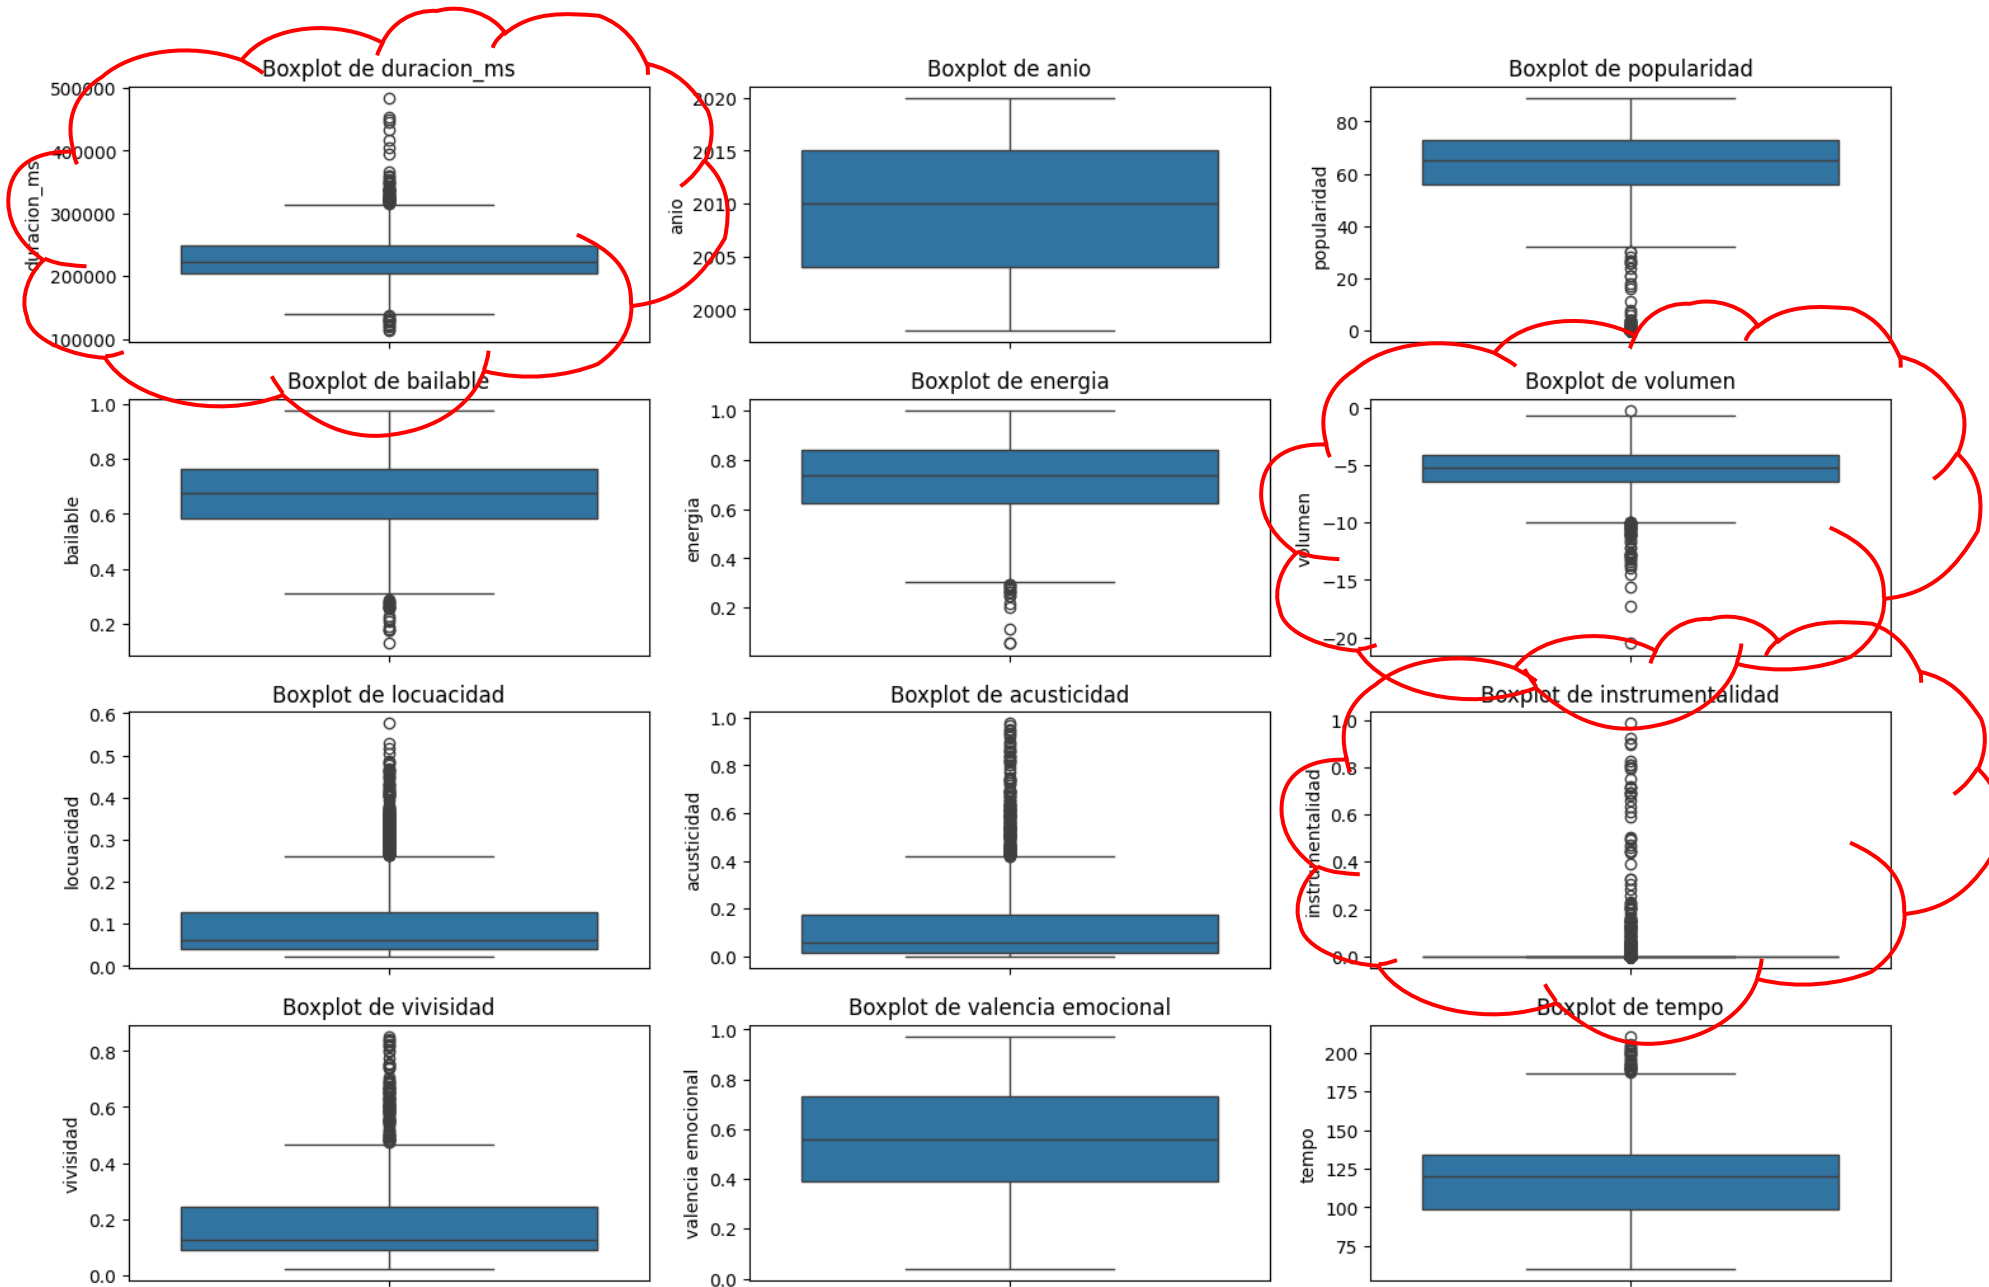 Boxplot de duracion_ms
500000
400000
300000
200000
100000
duracion_ms
Boxplot de anio
2020
2015
2010
2005
2000
anio
Boxplot de popularidad
80
60
40
20
0
popularidad
Boxplot de bailable
1.0
0.8
0.6
0.4
0.2
bailable
Boxplot de energia
1.0
0.8
0.6
0.4
0.2
energia
Boxplot de volumen
0
−5
−10
−15
−20
volumen
Boxplot de locuacidad
0.6
0.5
0.4
0.3
0.2
0.1
0.0
locuacidad
Boxplot de acusticidad
1.0
0.8
0.6
0.4
0.2
0.0
acusticidad
Boxplot de instrumentalidad
1.0
0.8
0.6
0.4
0.2
0.0
instrumentalidad
Boxplot de vivisidad
0.8
0.6
0.4
0.2
0.0
vivisidad
Boxplot de valencia emocional
1.0
0.8
0.6
0.4
0.2
0.0
valencia emocional
Boxplot de tempo
200
175
150
125
100
75
tempo